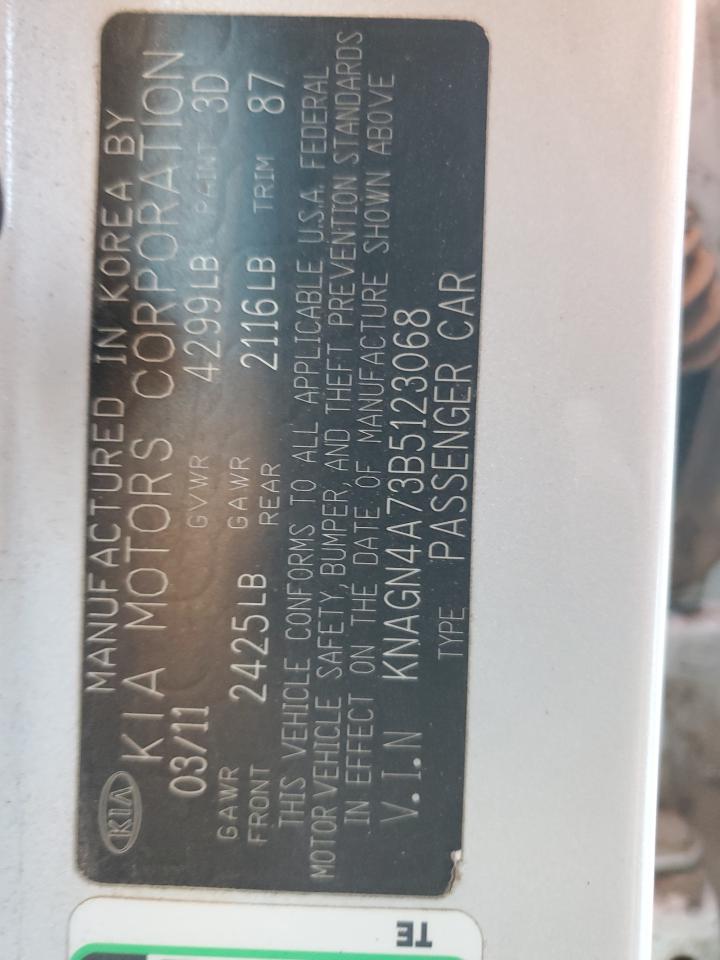 MANUFACTURED IN KOREA BY
KIA KIA MOTORS CORPORATION
03/11 GVWR 4299LB PAINT 3D
GAWR FRONT 2425LB GAWR REAR 2116LB TRIM 87
THIS VEHICLE CONFORMS TO ALL APPLICABLE U.S.A. FEDERAL
MOTOR VEHICLE SAFETY, BUMPER, AND THEFT PREVENTION STANDARDS
IN EFFECT ON THE DATE OF MANUFACTURE SHOWN ABOVE
V.I.N KNAGN4A73B5123068
TYPE PASSENGER CAR
TE